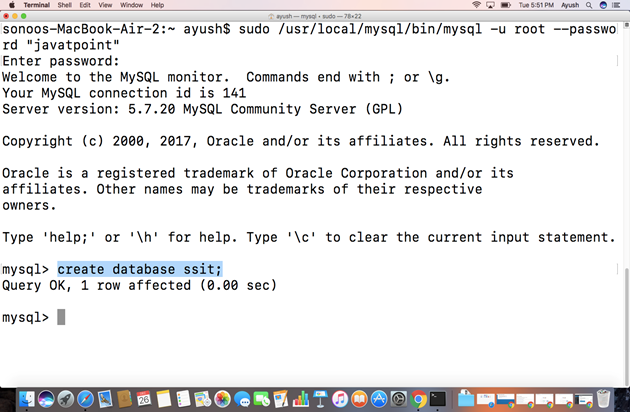 Terminal Shell Edit View Window Help Tue 5:51 PM Ayush
ayush — mysql • sudo — 78×22
sonoos-MacBook-Air-2:~ ayush$ sudo /usr/local/mysql/bin/mysql -u root --passwo
rd "javatpoint"
Enter password:
Welcome to the MySQL monitor.  Commands end with ; or \g.
Your MySQL connection id is 141
Server version: 5.7.20 MySQL Community Server (GPL)
Copyright (c) 2000, 2017, Oracle and/or its affiliates. All rights reserved.
Oracle is a registered trademark of Oracle Corporation and/or its
affiliates. Other names may be trademarks of their respective
owners.
Type 'help;' or '\h' for help. Type '\c' to clear the current input statement.
mysql> create database ssit;
Query OK, 1 row affected (0.00 sec)
mysql>
26